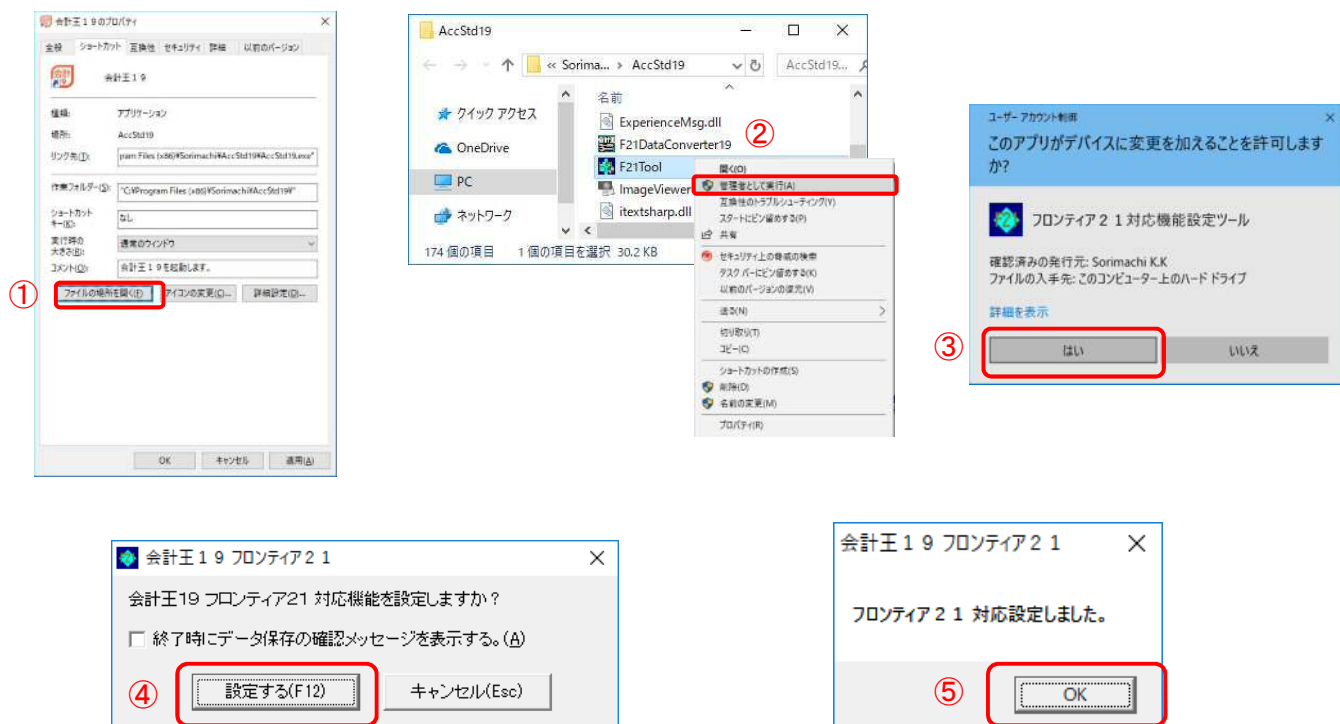 会計王19のプロパティ
全般 ショートカット 互換性 セキュリティ 詳細 以前のバージョン
会計王19
種類: アプリケーション
場所: AccStd19
リンク先(T): pram Files (x86)¥Sorimachi¥AccStd19¥AccStd19.exe"
作業フォルダー(S): "C:¥Program Files (x86)¥Sorimachi¥AccStd19¥"
ショートカット
キー(K): なし
実行時の
大きさ(R): 通常のウィンドウ
コメント(O): 会計王19を起動します。
① ファイルの場所を開く(F) アイコンの変更(C)... 詳細設定(D)...
OK キャンセル 適用(A)
AccStd19
« Sorima... › AccStd19 AccStd19...
名前
クイック アクセス
OneDrive
PC
ネットワーク
ExperienceMsg.dll
F21DataConverter19
②
F21Tool
ImageViewer
itextsharp.dll
174 個の項目 1 個の項目を選択 30.2 KB
開く(O)
管理者として実行(A)
互換性のトラブルシューティング(Y)
スタートにピン留めする(P)
共有
セキュリティ上の脅威の検索
タスク バーにピン留めする(K)
以前のバージョンの復元(V)
送る(N)
切り取り(T)
コピー(C)
ショートカットの作成(S)
削除(D)
名前の変更(M)
プロパティ(R)
ユーザー アカウント制御
このアプリがデバイスに変更を加えることを許可します
か?
フロンティア21対応機能設定ツール
確認済みの発行元: Sorimachi K.K
ファイルの入手先: このコンピューター上のハード ドライブ
詳細を表示
③ はい いいえ
会計王19 フロンティア21
会計王19 フロンティア21 対応機能を設定しますか?
終了時にデータ保存の確認メッセージを表示する。(A)
④ 設定する(F12) キャンセル(Esc)
会計王19 フロンティア21
フロンティア21 対応設定しました。
⑤ OK